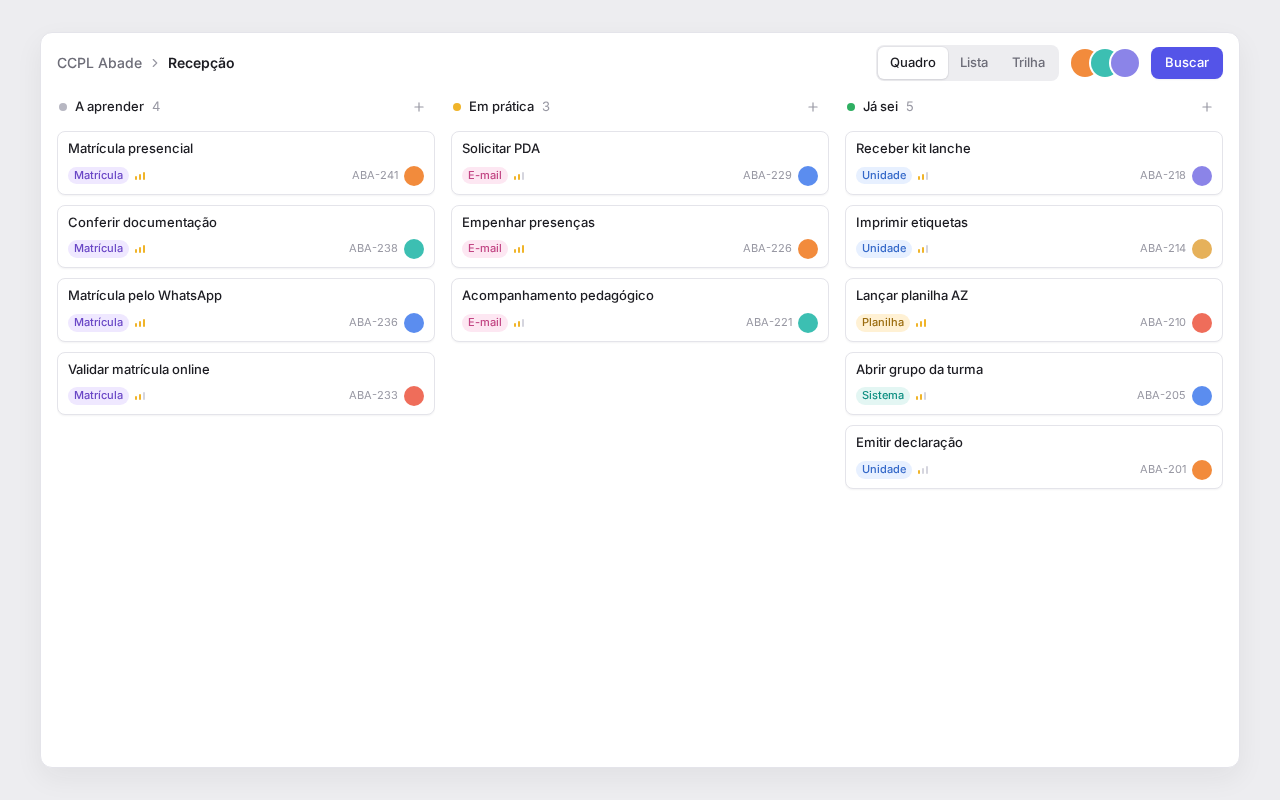 CCPL Abade > Recepção
Quadro Lista Trilha
Buscar
A aprender 4
Matrícula presencial
Matrícula ABA-241
Conferir documentação
Matrícula ABA-238
Matrícula pelo WhatsApp
Matrícula ABA-236
Validar matrícula online
Matrícula ABA-233
Em prática 3
Solicitar PDA
E-mail ABA-229
Empenhar presenças
E-mail ABA-226
Acompanhamento pedagógico
E-mail ABA-221
Já sei 5
Receber kit lanche
Unidade ABA-218
Imprimir etiquetas
Unidade ABA-214
Lançar planilha AZ
Planilha ABA-210
Abrir grupo da turma
Sistema ABA-205
Emitir declaração
Unidade ABA-201